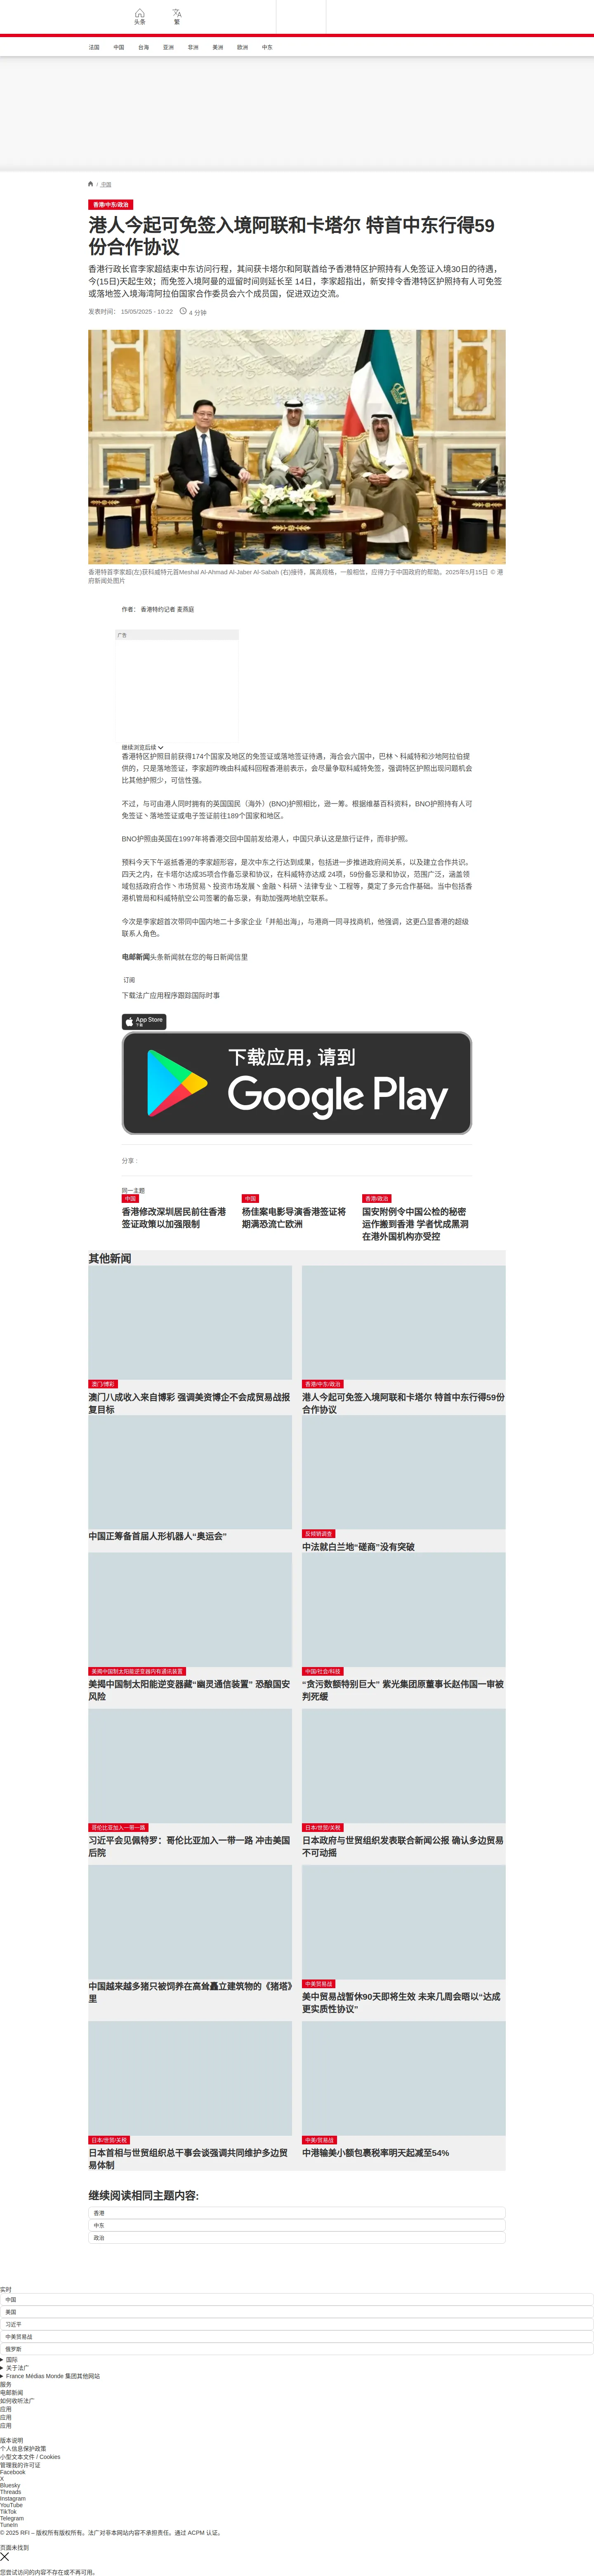 头条
繁
法国
中国
台海
亚洲
非洲
美洲
欧洲
中东
/ 中国
香港/中东/政治
港人今起可免签入境阿联和卡塔尔 特首中东行得59
份合作协议
香港行政长官李家超结束中东访问行程，其间获卡塔尔和阿联酋给予香港特区护照持有人免签证入境30日的待遇，
今(15日)天起生效；而免签入境阿曼的逗留时间则延长至 14日，李家超指出，新安排令香港特区护照持有人可免签
或落地签入境海湾阿拉伯国家合作委员会六个成员国，促进双边交流。
发表时间： 15/05/2025 - 10:22
4 分钟
香港特首李家超(左)获科威特元首Meshal Al-Ahmad Al-Jaber Al-Sabah (右)接待，属高规格，一般相信，应得力于中国政府的帮助。2025年5月15日 © 港
府新闻处图片
作者： 香港特约记者 麦燕庭
广告
继续浏览后续
香港特区护照目前获得174个国家及地区的免签证或落地签证待遇，海合会六国中，巴林丶科威特和沙地阿拉伯提
供的，只是落地签证，李家超昨晚由科威科回程香港前表示，会尽量争取科威特免签，强调特区护照出现问题机会
比其他护照少，可信性强。
不过，与可由港人同时拥有的英国国民（海外）(BNO)护照相比，逊一筹。根据维基百科资料，BNO护照持有人可
免签证丶落地签证或电子签证前往189个国家和地区。
BNO护照由英国在1997年将香港交回中国前发给港人，中国只承认这是旅行证件，而非护照。
预料今天下午返抵香港的李家超形容，是次中东之行达到成果，包括进一步推进政府间关系，以及建立合作共识。
四天之内，在卡塔尔达成35项合作备忘录和协议，在科威特亦达成 24项，59份备忘录和协议，范围广泛，涵盖领
域包括政府合作丶市场贸易丶投资市场发展丶金融丶科研丶法律专业丶工程等，奠定了多元合作基础。当中包括香
港机管局和科威特航空公司签署的备忘录，有助加强两地航空联系。
今次是李家超首次带同中国内地二十多家企业「并船出海」，与港商一同寻找商机，他强调，这更凸显香港的超级
联系人角色。
电邮新闻头条新闻就在您的每日新闻信里
订阅
下载法广应用程序跟踪国际时事
App Store
下载
下载应用，请到
Google Play
分享 :
同一主题
中国
香港修改深圳居民前往香港
签证政策以加强限制
中国
杨佳案电影导演香港签证将
期满恐流亡欧洲
香港/政治
国安附例令中国公检的秘密
运作搬到香港 学者忧成黑洞
在港外国机构亦受控
其他新闻
澳门/博彩
澳门八成收入来自博彩 强调美资博企不会成贸易战报
复目标
香港/中东/政治
港人今起可免签入境阿联和卡塔尔 特首中东行得59份
合作协议
中国正筹备首届人形机器人“奥运会”
反倾销调查
中法就白兰地“磋商”没有突破
美揭中国制太阳能逆变器内有通讯装置
美揭中国制太阳能逆变器藏“幽灵通信装置” 恐酿国安
风险
中国/社会/科技
“贪污数额特别巨大” 紫光集团原董事长赵伟国一审被
判死缓
哥伦比亚加入一带一路
习近平会见佩特罗：哥伦比亚加入一带一路 冲击美国
后院
日本/世贸/关税
日本政府与世贸组织发表联合新闻公报 确认多边贸易
不可动摇
中国越来越多猪只被饲养在高耸矗立建筑物的《猪塔》
里
中美贸易战
美中贸易战暂休90天即将生效 未来几周会晤以“达成
更实质性协议”
日本/世贸/关税
日本首相与世贸组织总干事会谈强调共同维护多边贸
易体制
中美/贸易战
中港输美小额包裹税率明天起减至54%
继续阅读相同主题内容:
香港
中东
政治
实时
中国
美国
习近平
中美贸易战
俄罗斯
国际
关于法广
France Médias Monde 集团其他网站
服务
电邮新闻
如何收听法广
应用
应用
应用
版本说明
个人信息保护政策
小型文本文件 / Cookies
管理我的许可证
Facebook
X
Bluesky
Threads
Instagram
YouTube
TikTok
Telegram
TuneIn
© 2025 RFI – 版权所有版权所有。法广对非本网站内容不承担责任。通过 ACPM 认证。
页面未找到
您尝试访问的内容不存在或不再可用。